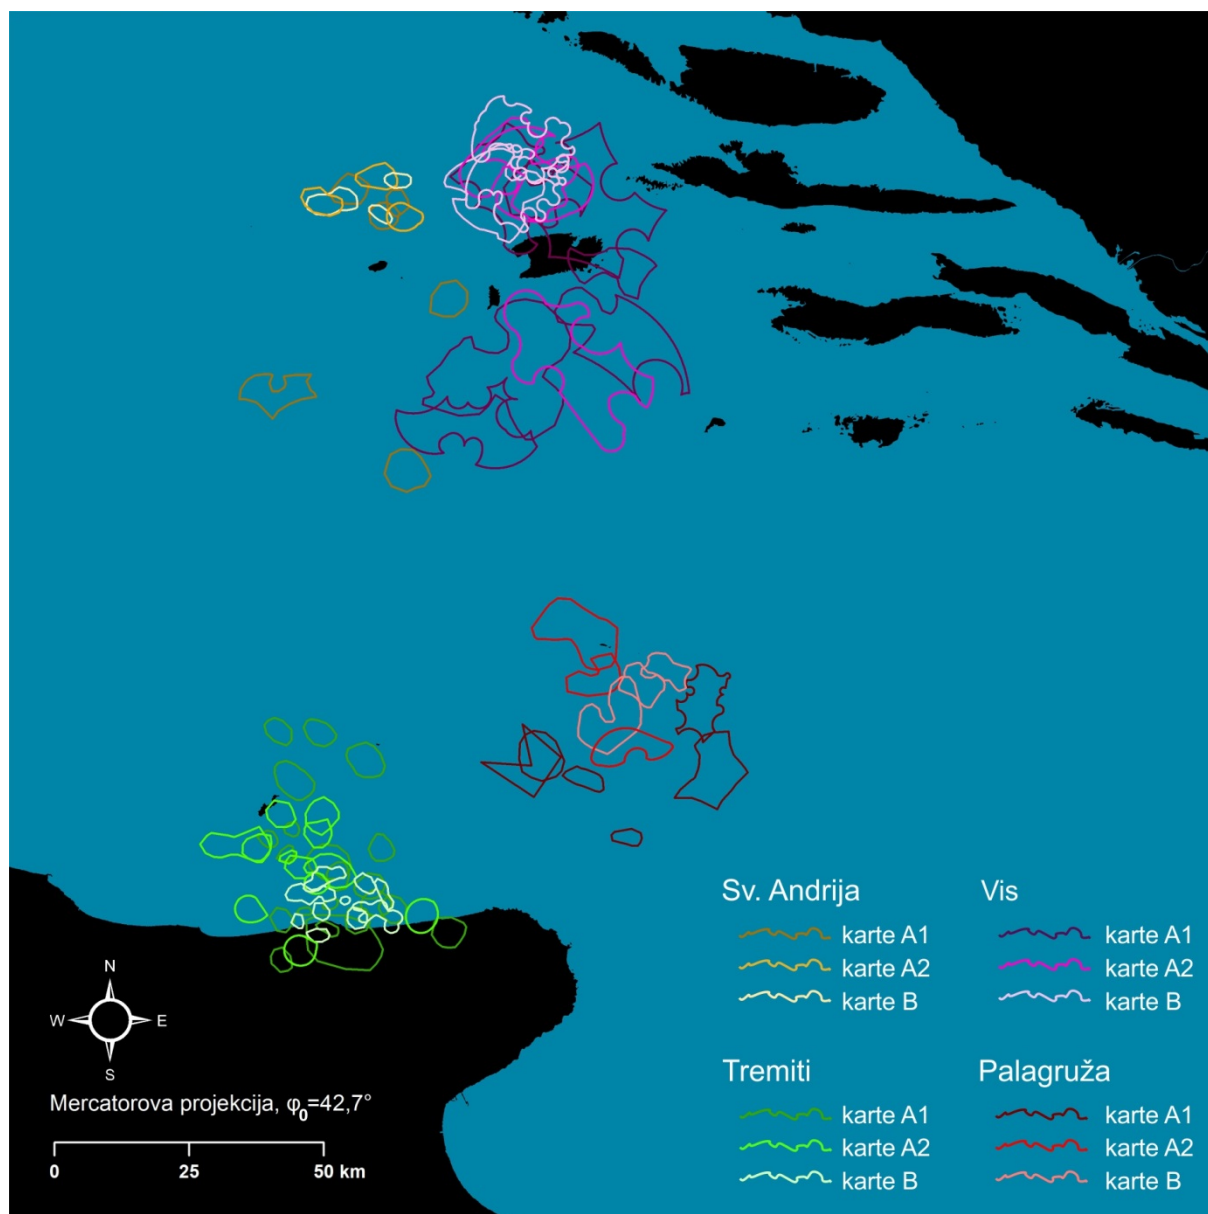 Sv. Andrija
karte A1
karte A2
karte B
Vis
karte A1
karte A2
karte B
Tremiti
karte A1
karte A2
karte B
Palagruža
karte A1
karte A2
karte B
N
W E
S
Mercatorova projekcija, φ₀=42,7°
0 25 50 km